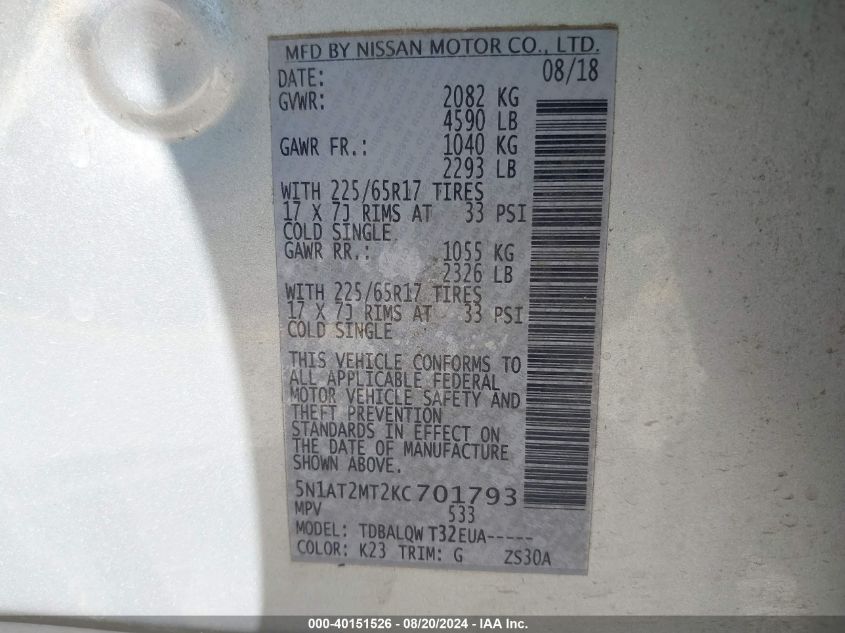 MFD BY NISSAN MOTOR CO., LTD.
DATE: 08/18
GVWR: 2082 KG
4590 LB
GAWR FR.: 1040 KG
2293 LB
WITH 225/65R17 TIRES
17 X 7J RIMS AT 33 PSI
COLD SINGLE
GAWR RR.: 1055 KG
2326 LB
WITH 225/65R17 TIRES
17 X 7J RIMS AT 33 PSI
COLD SINGLE
THIS VEHICLE CONFORMS TO
ALL APPLICABLE FEDERAL
MOTOR VEHICLE SAFETY AND
THEFT PREVENTION
STANDARDS IN EFFECT ON
THE DATE OF MANUFACTURE
SHOWN ABOVE.
5N1AT2MT2KC701793
MPV 533
MODEL: TDBALQW T32EUA-----
COLOR: K23 TRIM: G ZS30A
000-40151526 - 08/20/2024 - IAA Inc.